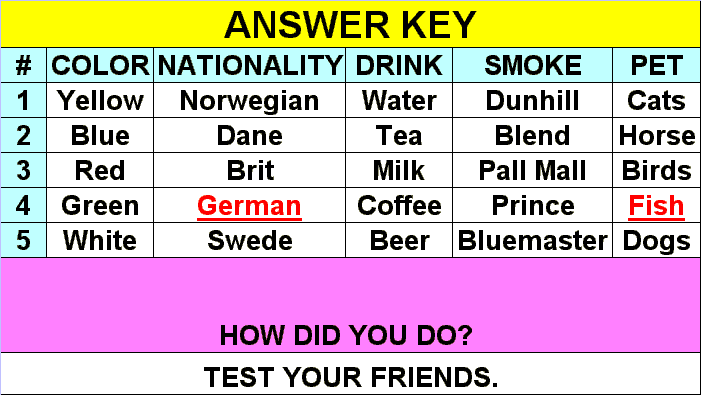 ANSWER KEY
# COLOR NATIONALITY DRINK SMOKE PET
1 Yellow Norwegian Water Dunhill Cats
2 Blue Dane Tea Blend Horse
3 Red Brit Milk Pall Mall Birds
4 Green German Coffee Prince Fish
5 White Swede Beer Bluemaster Dogs
HOW DID YOU DO?
TEST YOUR FRIENDS.